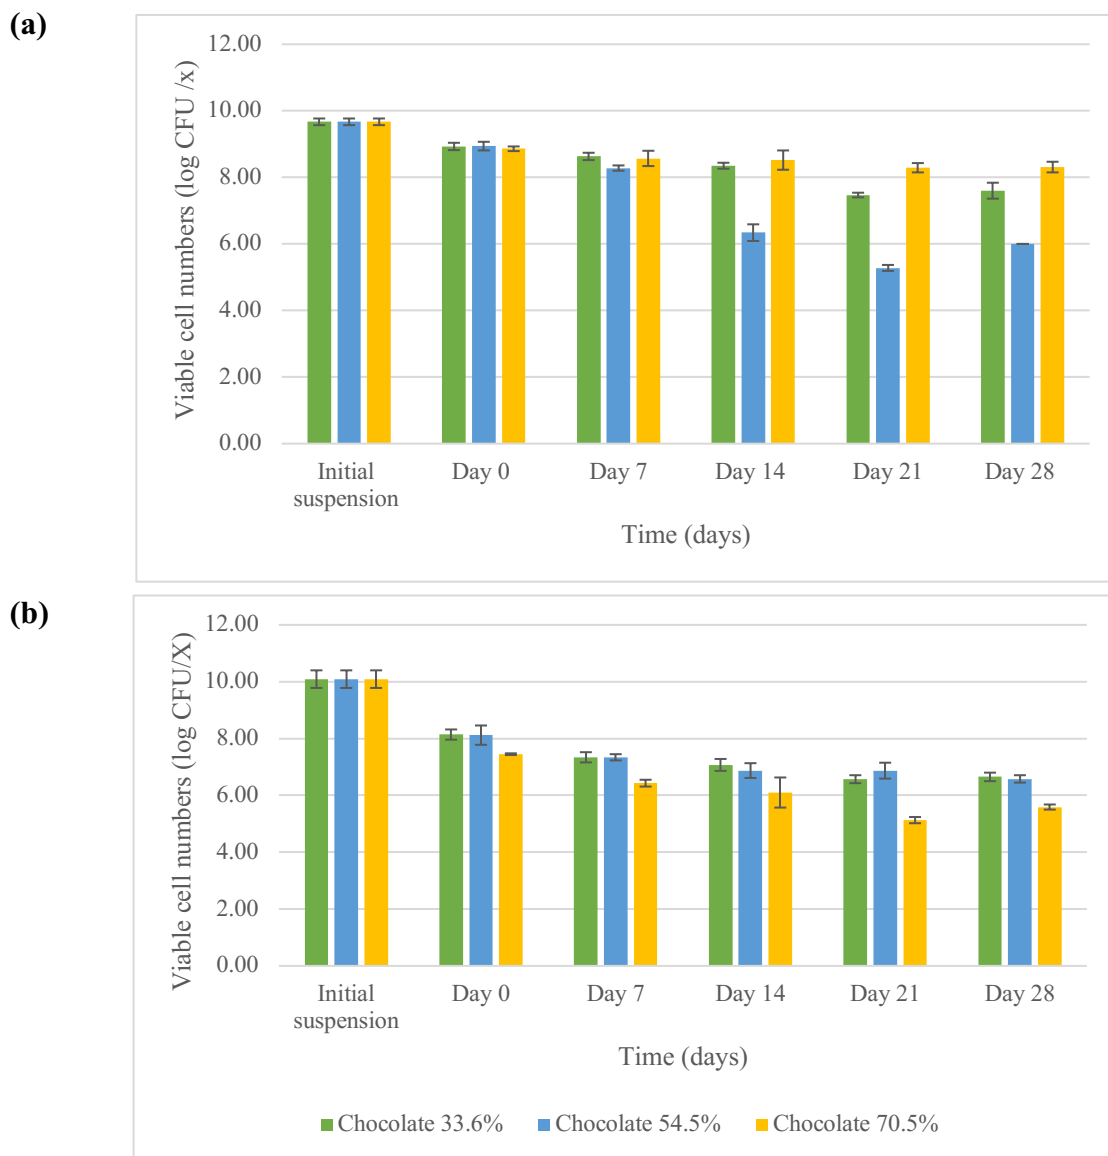 (a)
12.00
10.00
8.00
6.00
4.00
2.00
0.00
Viable cell numbers (log CFU /x)
Initial suspension
Day 0
Day 7
Day 14
Day 21
Day 28
Time (days)
(b)
12.00
10.00
8.00
6.00
4.00
2.00
0.00
Viable cell numbers (log CFU/X)
Initial suspension
Day 0
Day 7
Day 14
Day 21
Day 28
Time (days)
Chocolate 33.6%
Chocolate 54.5%
Chocolate 70.5%